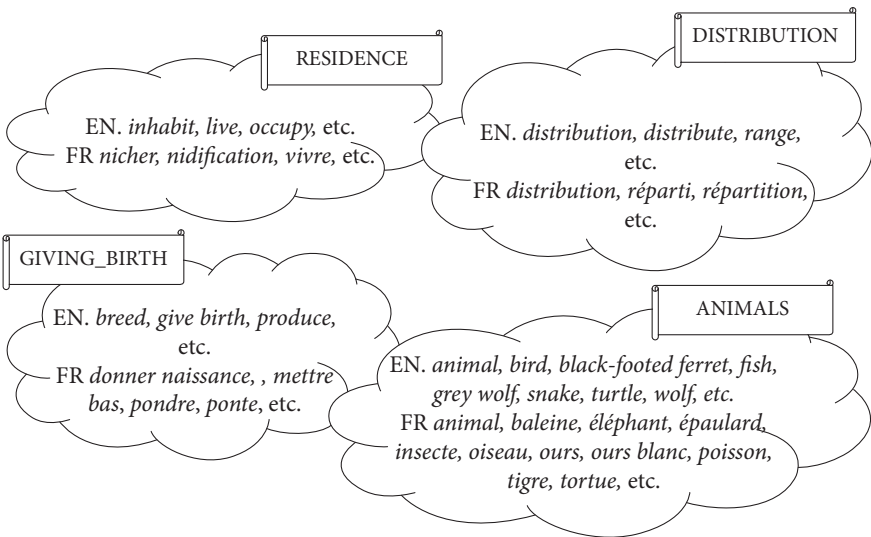 RESIDENCE
EN. inhabit, live, occupy, etc.
FR nicher, nidification, vivre, etc.
DISTRIBUTION
EN. distribution, distribute, range,
etc.
FR distribution, réparti, répartition,
etc.
GIVING_BIRTH
EN. breed, give birth, produce,
etc.
FR donner naissance, , mettre
bas, pondre, ponte, etc.
ANIMALS
EN. animal, bird, black-footed ferret, fish,
grey wolf, snake, turtle, wolf, etc.
FR animal, baleine, éléphant, épaulard,
insecte, oiseau, ours, ours blanc, poisson,
tigre, tortue, etc.